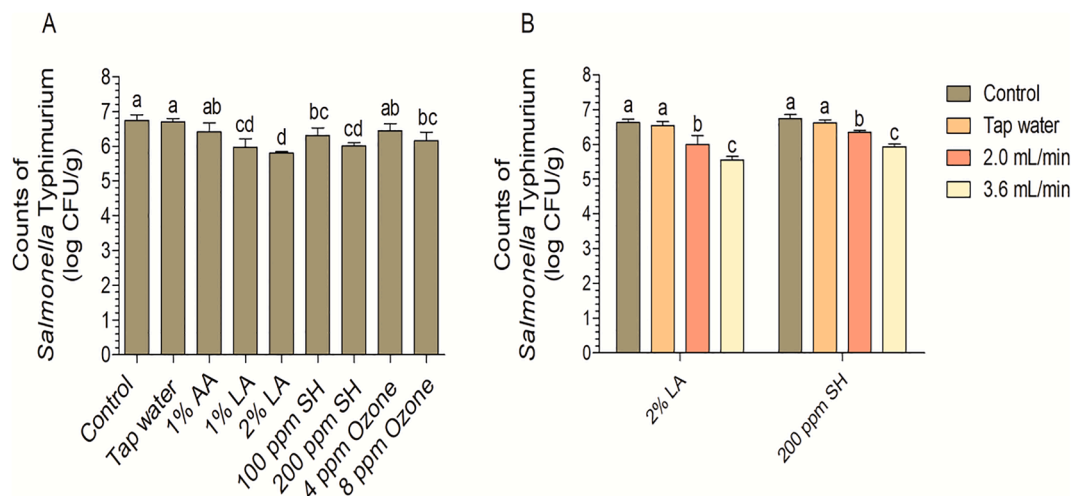 A
8
7
6
5
4
3
2
1
0
Counts of
Salmonella Typhimurium
(log CFU/g)
a
a
ab
cd
d
bc
cd
ab
bc
Control
Tap water
1% AA
1% LA
2% LA
100 ppm SH
200 ppm SH
4 ppm Ozone
8 ppm Ozone
B
8
7
6
5
4
3
2
1
0
Counts of
Salmonella Typhimurium
(log CFU/g)
a
a
b
c
a
a
b
c
2% LA
200 ppm SH
Control
Tap water
2.0 mL/min
3.6 mL/min